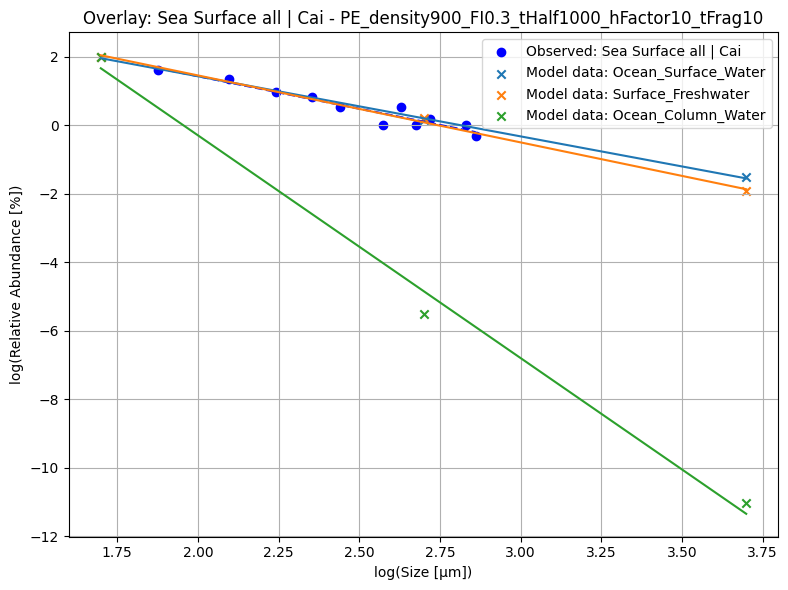 Overlay: Sea Surface all | Cai - PE_density900_FI0.3_tHalf1000_hFactor10_tFrag10
Observed: Sea Surface all | Cai
Model data: Ocean_Surface_Water
Model data: Surface_Freshwater
Model data: Ocean_Column_Water
log(Relative Abundance [%])
2
0
−2
−4
−6
−8
−10
−12
1.75 2.00 2.25 2.50 2.75 3.00 3.25 3.50 3.75
log(Size [μm])